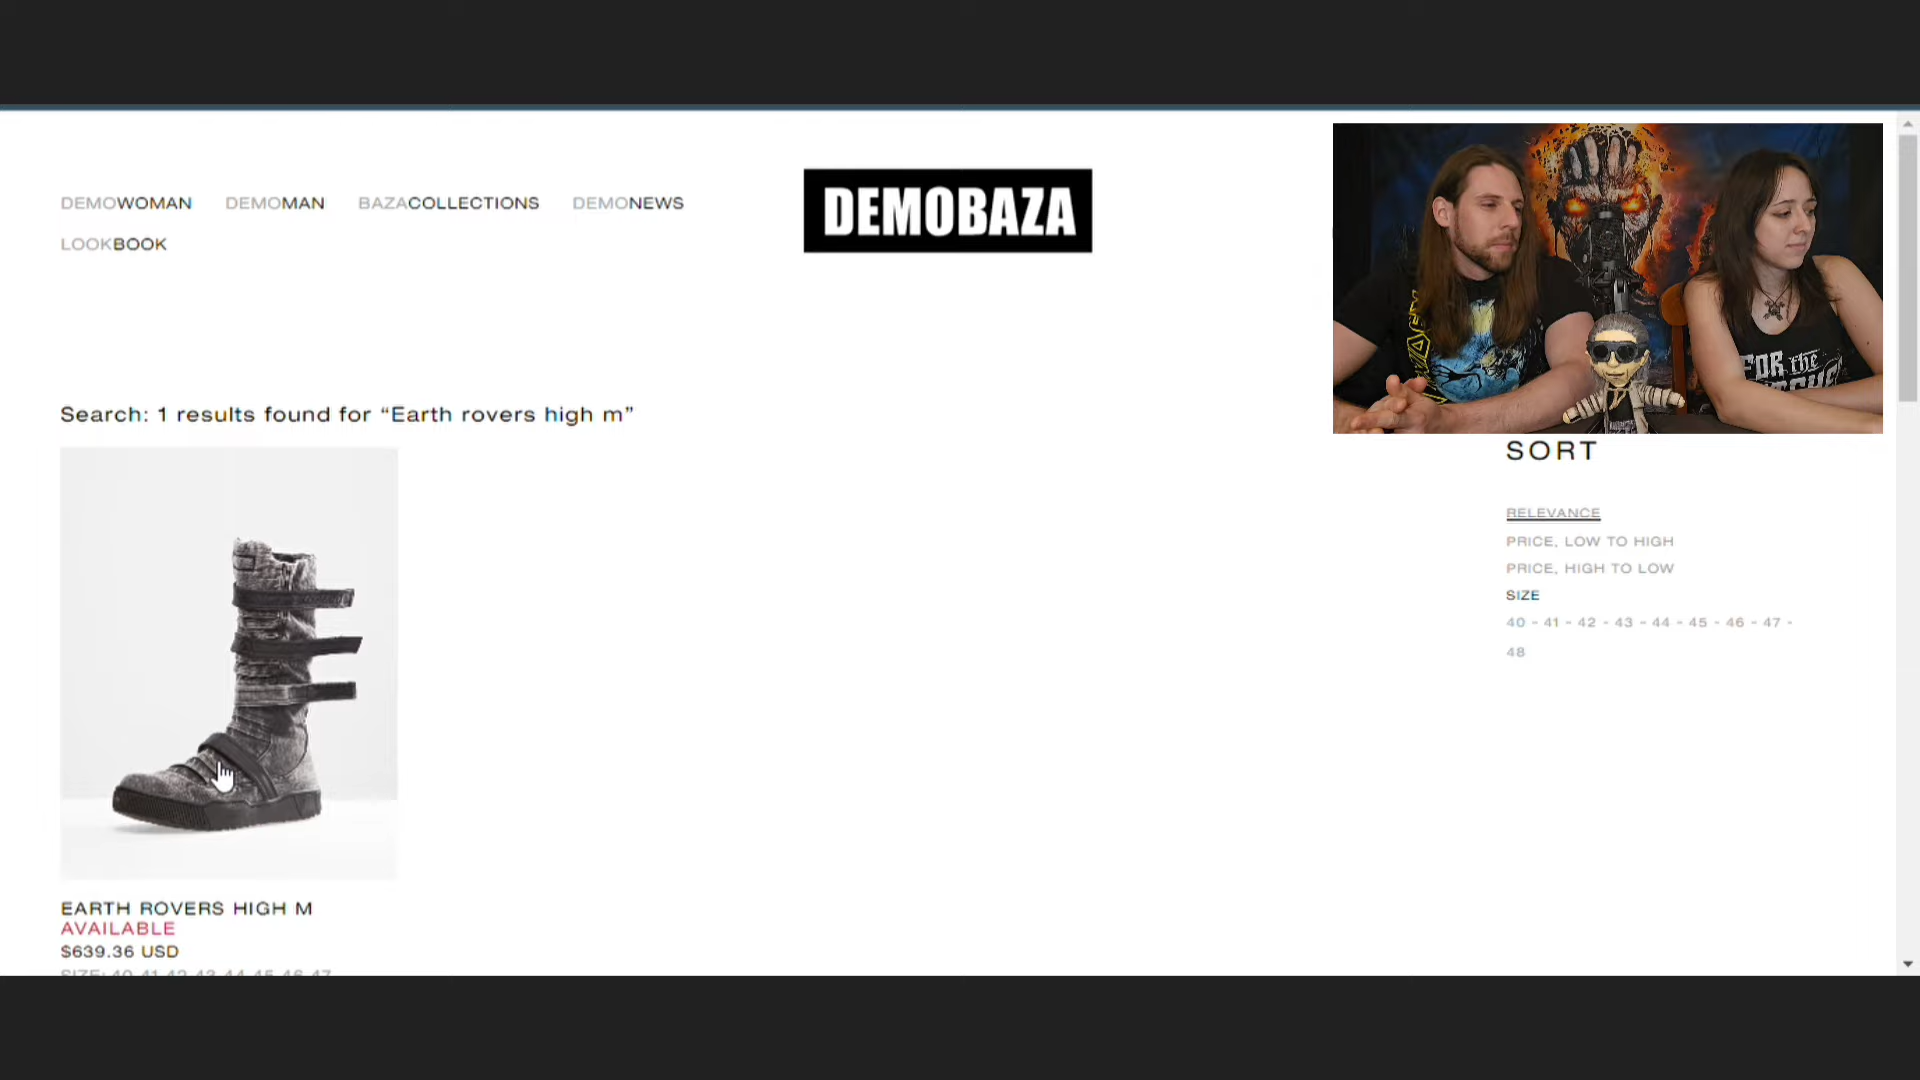 DEMOWOMAN DEMOMAN BAZACOLLECTIONS DEMONEWS
LOOKBOOK
DEMOBAZA
FOR the
Search: 1 results found for “Earth rovers high m”
SORT
RELEVANCE
PRICE, LOW TO HIGH
PRICE, HIGH TO LOW
SIZE
40 - 41 - 42 - 43 - 44 - 45 - 46 - 47 -
48
EARTH ROVERS HIGH M
AVAILABLE
$639.36 USD
SIZE: 40 41 42 43 44 45 46 47